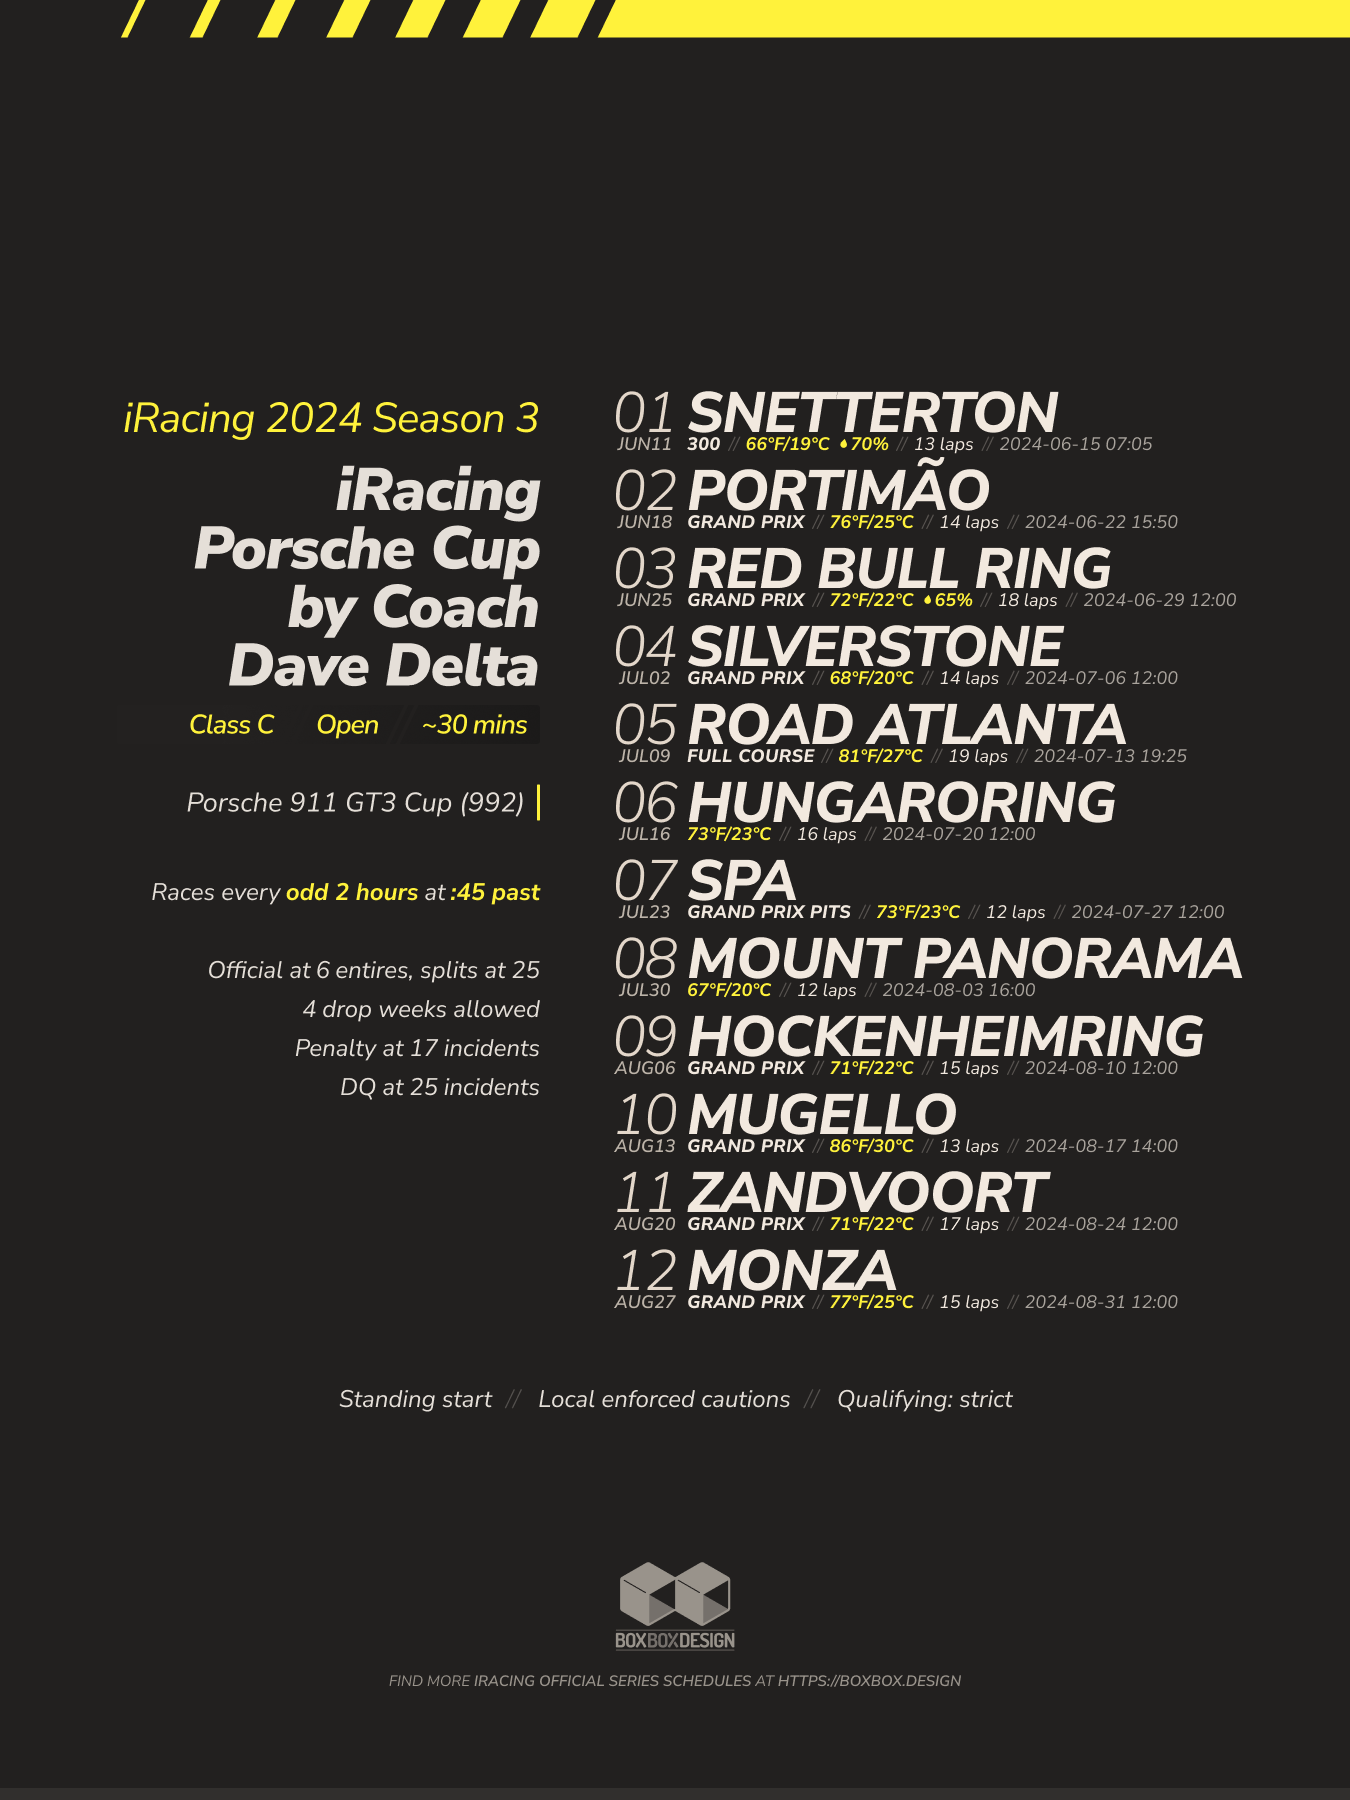 iRacing 2024 Season 3
iRacing
Porsche Cup
by Coach
Dave Delta
Class C Open // ~30 mins
Porsche 911 GT3 Cup (992)
Races every odd 2 hours at :45 past
Official at 6 entires, splits at 25
4 drop weeks allowed
Penalty at 17 incidents
DQ at 25 incidents
01 SNETTERTON
JUN11 300 // 66°F/19°C 70% // 13 laps // 2024-06-15 07:05
02 PORTIMÃO
JUN18 GRAND PRIX // 76°F/25°C // 14 laps // 2024-06-22 15:50
03 RED BULL RING
JUN25 GRAND PRIX // 72°F/22°C 65% // 18 laps // 2024-06-29 12:00
04 SILVERSTONE
JUL02 GRAND PRIX // 68°F/20°C // 14 laps // 2024-07-06 12:00
05 ROAD ATLANTA
JUL09 FULL COURSE // 81°F/27°C // 19 laps // 2024-07-13 19:25
06 HUNGARORING
JUL16 73°F/23°C // 16 laps // 2024-07-20 12:00
07 SPA
JUL23 GRAND PRIX PITS // 73°F/23°C // 12 laps // 2024-07-27 12:00
08 MOUNT PANORAMA
JUL30 67°F/20°C // 12 laps // 2024-08-03 16:00
09 HOCKENHEIMRING
AUG06 GRAND PRIX // 71°F/22°C // 15 laps // 2024-08-10 12:00
10 MUGELLO
AUG13 GRAND PRIX // 86°F/30°C // 13 laps // 2024-08-17 14:00
11 ZANDVOORT
AUG20 GRAND PRIX // 71°F/22°C // 17 laps // 2024-08-24 12:00
12 MONZA
AUG27 GRAND PRIX // 77°F/25°C // 15 laps // 2024-08-31 12:00
Standing start // Local enforced cautions // Qualifying: strict
BOXBOXDESIGN
FIND MORE IRACING OFFICIAL SERIES SCHEDULES AT HTTPS://BOXBOX.DESIGN